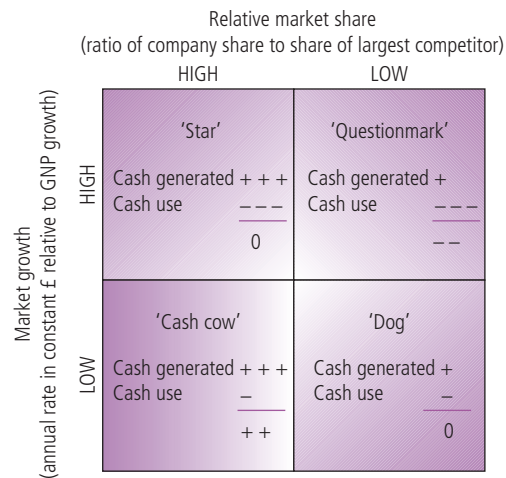 Relative market share
(ratio of company share to share of largest competitor)
HIGH
LOW
Market growth
(annual rate in constant £ relative to GNP growth)
HIGH
'Star'
Cash generated + + +
Cash use – – –
0
'Questionmark'
Cash generated +
Cash use – – –
– –
LOW
'Cash cow'
Cash generated + + +
Cash use –
+ +
'Dog'
Cash generated +
Cash use –
0